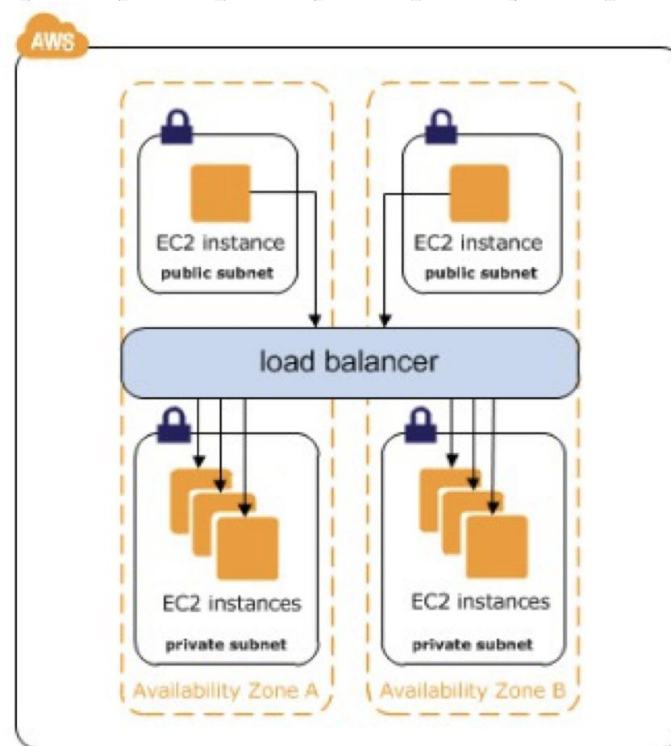 AWS
EC2 instance
public subnet
EC2 instance
public subnet
load balancer
EC2 instances
private subnet
EC2 instances
private subnet
Availability Zone A
Availability Zone B